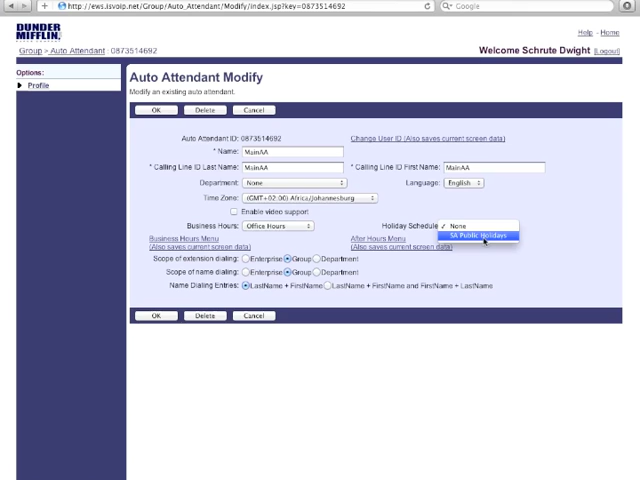 http://ews.isvoip.net/Group/Auto_Attendant/Modify/index.jsp?key=0873514692
Google
DUNDER
MIFFLIN,
Help - Home
Group > Auto Attendant : 0873514692
Welcome Schrute Dwight [Logout]
Options:
Profile
Auto Attendant Modify
Modify an existing auto attendant.
OK Delete Cancel
Auto Attendant ID: 0873514692 Change User ID (Also saves current screen data)
* Name: MainAA
* Calling Line ID Last Name: MainAA * Calling Line ID First Name: MainAA
Department: None Language: English
Time Zone: (GMT+02:00) Africa/Johannesburg
Enable video support
Business Hours: Office Hours Holiday Schedule ✓ None
SA Public Holidays
Business Hours Menu After Hours Menu
(Also saves current screen data) (Also saves current screen data)
Scope of extension dialing: Enterprise Group Department
Scope of name dialing: Enterprise Group Department
Name Dialing Entries: LastName + FirstName LastName + FirstName and FirstName + LastName
OK Delete Cancel